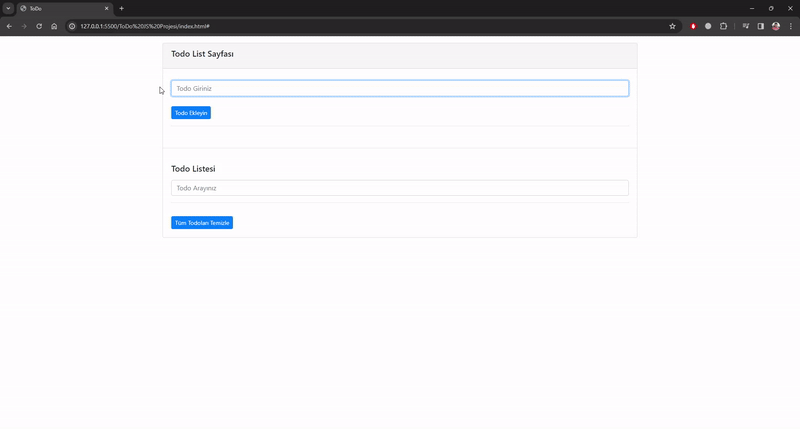 ToDo
127.0.0.1:5500/ToDo%20JS%20Projesi/index.html#
Todo List Sayfası
Todo Giriniz
Todo Ekleyin
Todo Listesi
Todo Arayınız
Tüm Todoları Temizle